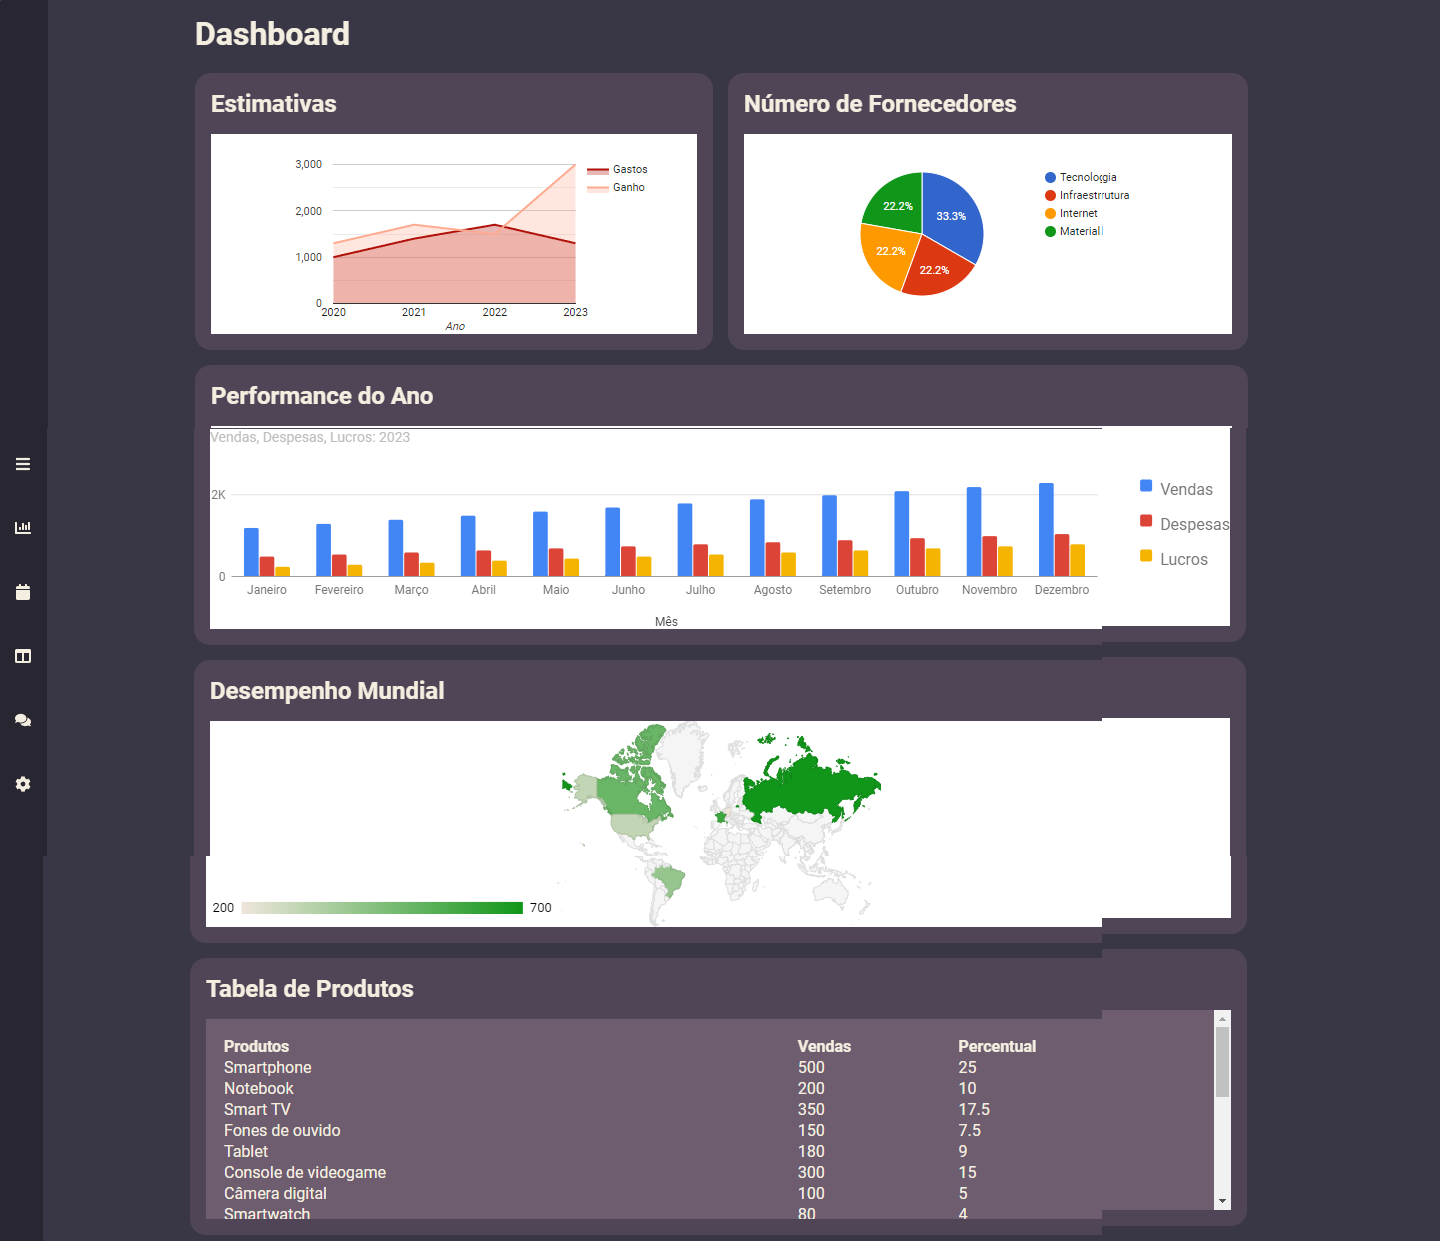 Dashboard
Estimativas
3,000
2,000
1,000
0
2020 2021 2022 2023
Ano
Gastos
Ganho
Número de Fornecedores
22.2%
33.3%
22.2%
22.2%
Tecnologia
Infraestrutura
Internet
Material
Performance do Ano
Vendas, Despesas, Lucros: 2023
2K
0
Janeiro Fevereiro Março Abril Maio Junho Julho Agosto Setembro Outubro Novembro Dezembro
Mês
Vendas
Despesas
Lucros
Desempenho Mundial
200 700
Tabela de Produtos
Produtos Vendas Percentual
Smartphone 500 25
Notebook 200 10
Smart TV 350 17.5
Fones de ouvido 150 7.5
Tablet 180 9
Console de videogame 300 15
Câmera digital 100 5
Smartwatch 80 4